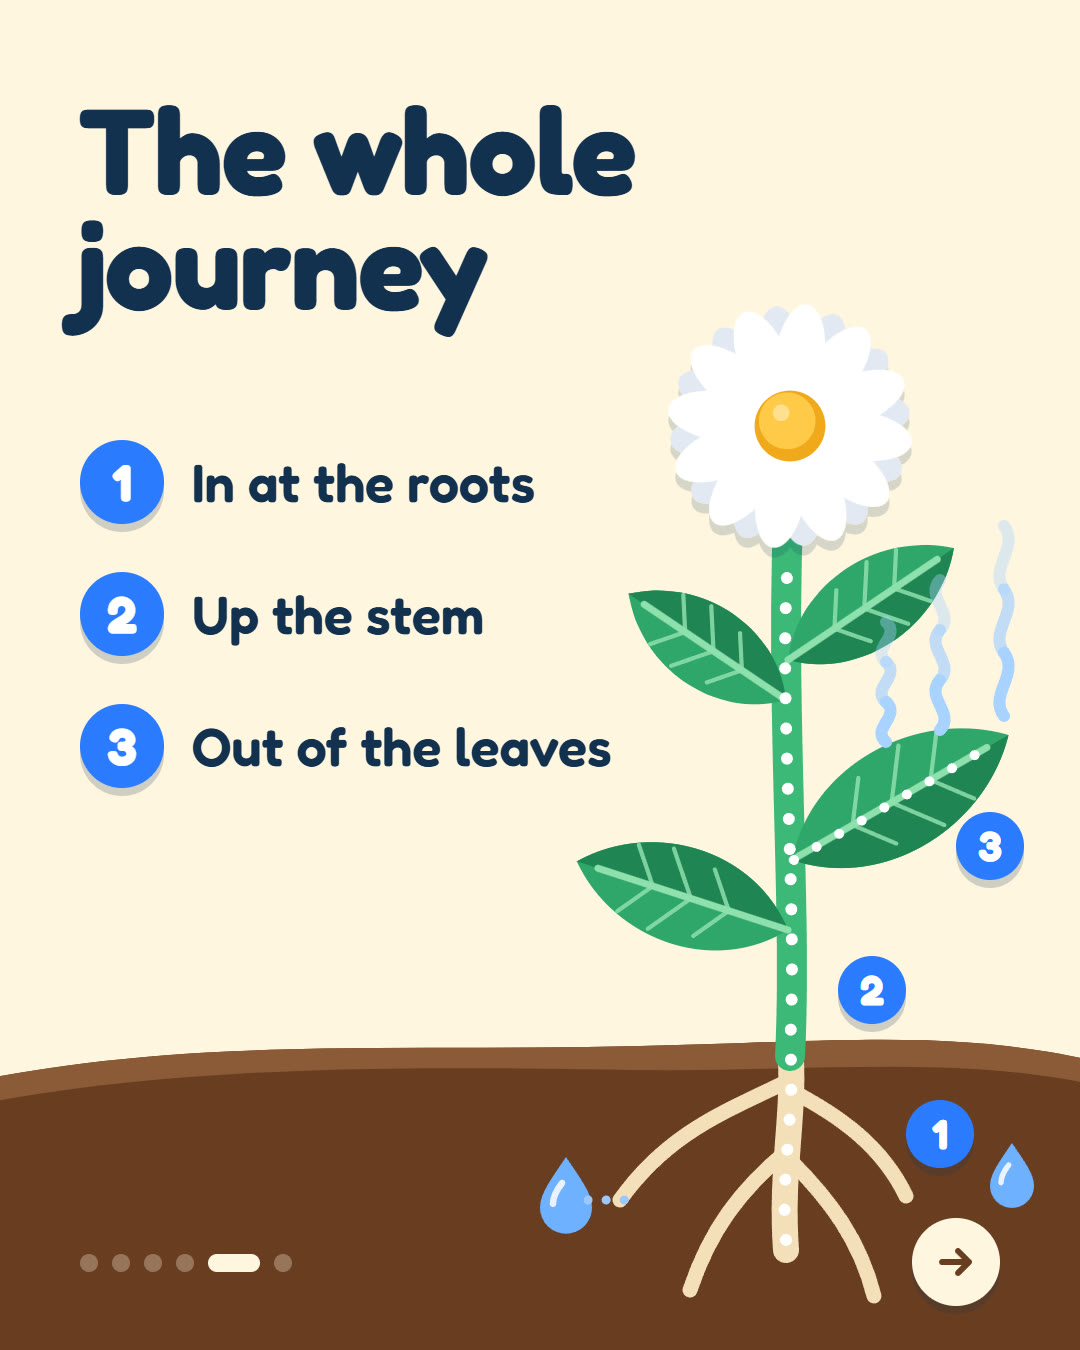 The whole
journey
1 In at the roots
2 Up the stem
3 Out of the leaves
3
2
1